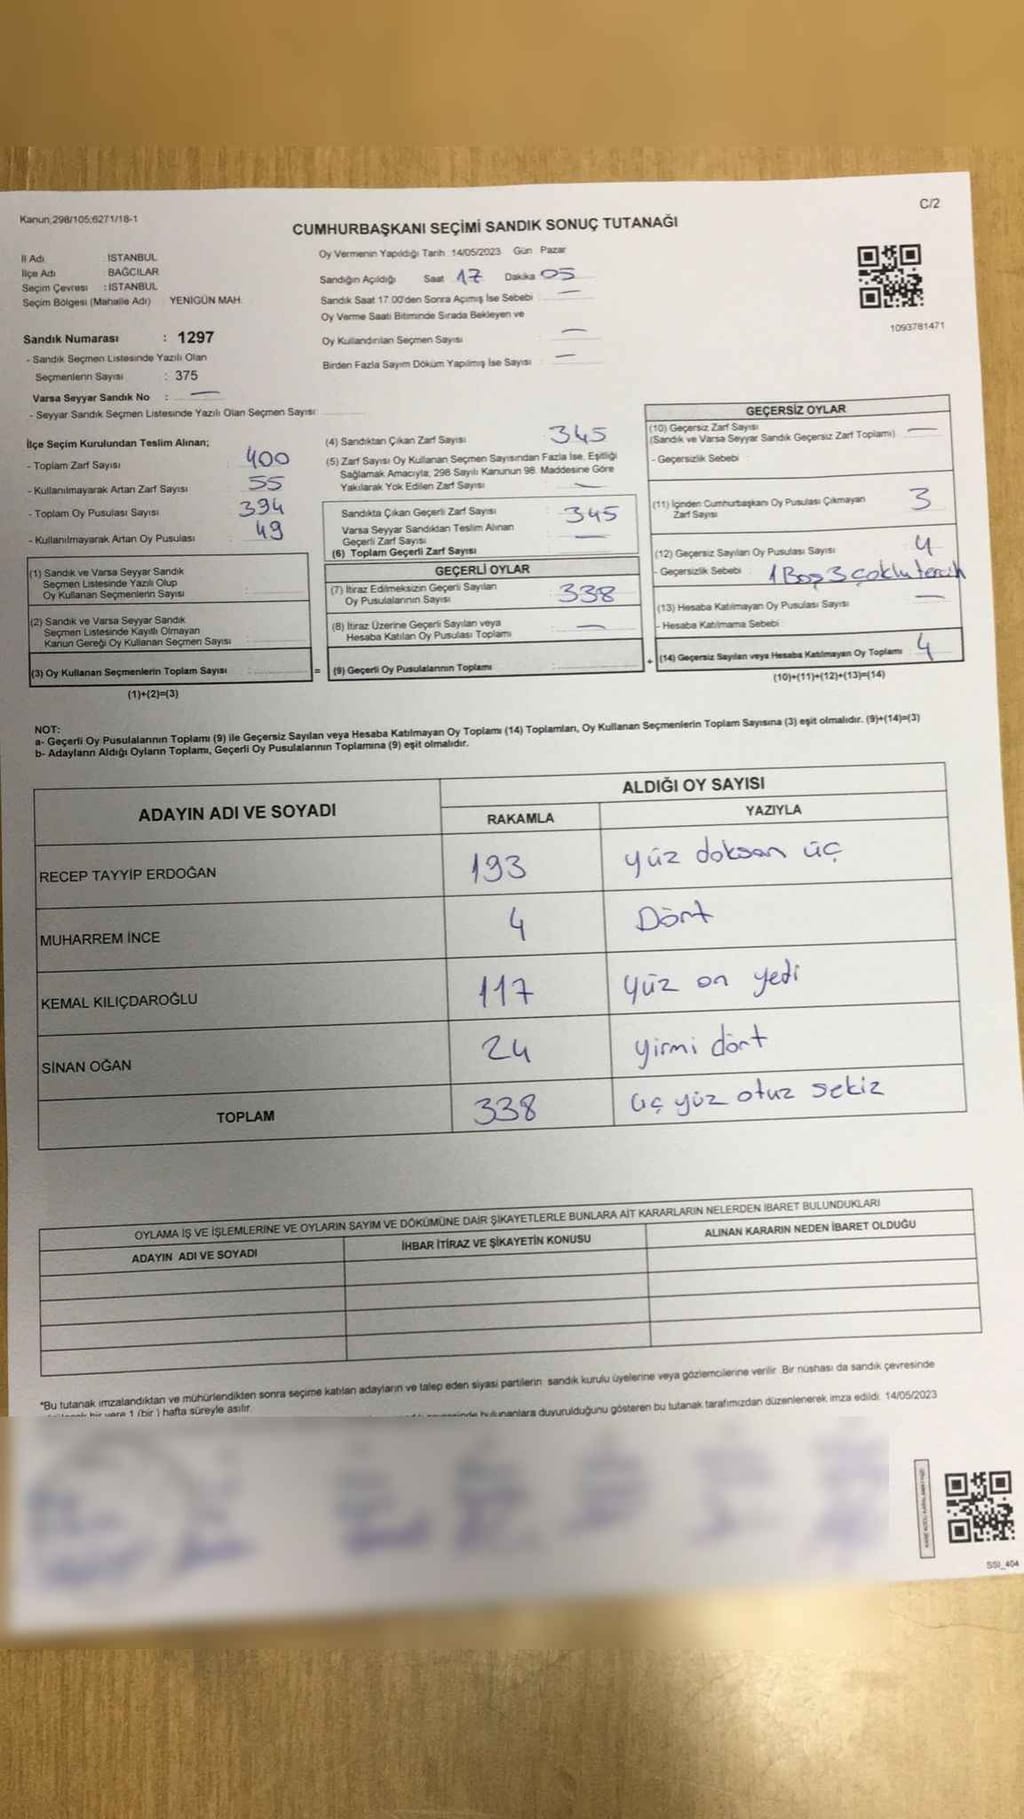 Kanun;298/105;6271/18-1
C/2
CUMHURBAŞKANI SEÇİMİ SANDIK SONUÇ TUTANAĞI
İl Adı : İSTANBUL
İlçe Adı : BAĞCILAR
Seçim Çevresi : İSTANBUL
Seçim Bölgesi (Mahalle Adı) YENİGÜN MAH.
Oy Vermenin Yapıldığı Tarih 14/05/2023 Gün Pazar
Sandığın Açıldığı Saat 17 Dakika 05
Sandık Saat 17.00'den Sonra Açımış İse Sebebi —
Oy Verme Saati Bitiminde Sırada Bekleyen ve
Oy Kullandırılan Seçmen Sayısı —
Birden Fazla Sayım Döküm Yapılmış İse Sayısı —
1093781471
Sandık Numarası : 1297
- Sandık Seçmen Listesinde Yazılı Olan
Seçmenlerin Sayısı : 375
Varsa Seyyar Sandık No : —
- Seyyar Sandık Seçmen Listesinde Yazılı Olan Seçmen Sayısı
İlçe Seçim Kurulundan Teslim Alınan;
- Toplam Zarf Sayısı 400
- Kullanılmayarak Artan Zarf Sayısı 55
- Toplam Oy Pusulası Sayısı 394
- Kullanılmayarak Artan Oy Pusulası 49
(1) Sandık ve Varsa Seyyar Sandık
Seçmen Listesinde Yazılı Olup
Oy Kullanan Seçmenlerin Sayısı
(2) Sandık ve Varsa Seyyar Sandık
Seçmen Listesinde Kayıtlı Olmayan
Kanun Gereği Oy Kullanan Seçmen Sayısı
(3) Oy Kullanan Seçmenlerin Toplam Sayısı
(1)+(2)=(3)
(4) Sandıktan Çıkan Zarf Sayısı 345
(5) Zarf Sayısı Oy Kullanan Seçmen Sayısından Fazla İse, Eşitliği
Sağlamak Amacıyla, 298 Sayılı Kanunun 98. Maddesine Göre
Yakılarak Yok Edilen Zarf Sayısı —
Sandıkta Çıkan Geçerli Zarf Sayısı 345
Varsa Seyyar Sandıktan Teslim Alınan
Geçerli Zarf Sayısı —
(6) Toplam Geçerli Zarf Sayısı
GEÇERLİ OYLAR
(7) İtiraz Edilmeksizin Geçerli Sayılan
Oy Pusulalarının Sayısı 338
(8) İtiraz Üzerine Geçerli Sayılan veya
Hesaba Katılan Oy Pusulası Toplamı —
= (9) Geçerli Oy Pusulalarının Toplamı
GEÇERSİZ OYLAR
(10) Geçersiz Zarf Sayısı
(Sandık ve Varsa Seyyar Sandık Geçersiz Zarf Toplamı) —
- Geçersizlik Sebebi
(11) İçinden Cumhurbaşkanı Oy Pusulası Çıkmayan
Zarf Sayısı 3
(12) Geçersiz Sayılan Oy Pusulası Sayısı 4
- Geçersizlik Sebebi 1 Boş 3 çoklu tercih
(13) Hesaba Katılmayan Oy Pusulası Sayısı —
- Hesaba Katılmama Sebebi
+ (14) Geçersiz Sayılan veya Hesaba Katılmayan Oy Toplamı 4
(10)+(11)+(12)+(13)=(14)
NOT:
a- Geçerli Oy Pusulalarının Toplamı (9) ile Geçersiz Sayılan veya Hesaba Katılmayan Oy Toplamı (14) Toplamları, Oy Kullanan Seçmenlerin Toplam Sayısına (3) eşit olmalıdır. (9)+(14)=(3)
b- Adayların Aldığı Oyların Toplamı, Geçerli Oy Pusulalarının Toplamına (9) eşit olmalıdır.
ADAYIN ADI VE SOYADI
ALDIĞI OY SAYISI
RAKAMLA YAZIYLA
RECEP TAYYİP ERDOĞAN 193 yüz doksan üç
MUHARREM İNCE 4 Dört
KEMAL KILIÇDAROĞLU 117 yüz on yedi
SİNAN OĞAN 24 yirmi dört
TOPLAM 338 üç yüz otuz sekiz
OYLAMA İŞ VE İŞLEMLERİNE VE OYLARIN SAYIM VE DÖKÜMÜNE DAİR ŞİKAYETLERLE BUNLARA AİT KARARLARIN NELERDEN İBARET BULUNDUKLARI
ADAYIN ADI VE SOYADI İHBAR İTİRAZ VE ŞİKAYETİN KONUSU ALINAN KARARIN NEDEN İBARET OLDUĞU
"Bu tutanak imzalandıktan ve mühürlendikten sonra seçime katılan adayların ve talep eden siyasi partilerin sandık kurulu üyelerine veya gözlemcilerine verilir. Bir nüshası da sandık çevresinde
bir yere 1 (bir) hafta süreyle asılır.
bulunanlara duyurulduğunu gösteren bu tutanak tarafımızdan düzenlenerek imza edildi. 14/05/2023
SSI_404